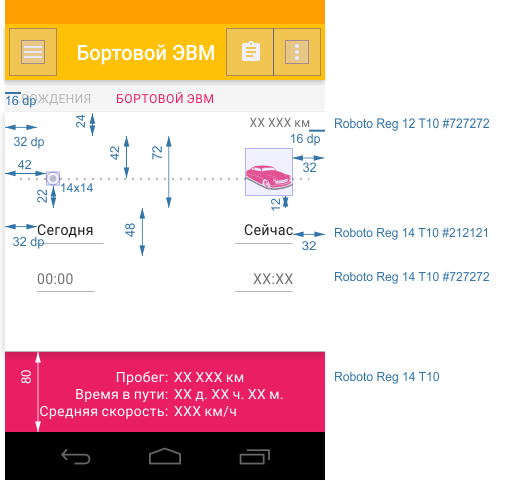 Бортовой ЭВМ
ОЖДЕНИЯ
БОРТОВОЙ ЭВМ
16 dp
24
XX XXX км
Roboto Reg 12 T10 #727272
16 dp
32 dp
42
72
42
32
14x14
22
12
32 dp
Сегодня
48
Сейчас
32
Roboto Reg 14 T10 #212121
00:00
XX:XX
Roboto Reg 14 T10 #727272
80
Пробег: XX XXX км
Время в пути: XX д. XX ч. XX м.
Средняя скорость: XXX км/ч
Roboto Reg 14 T10